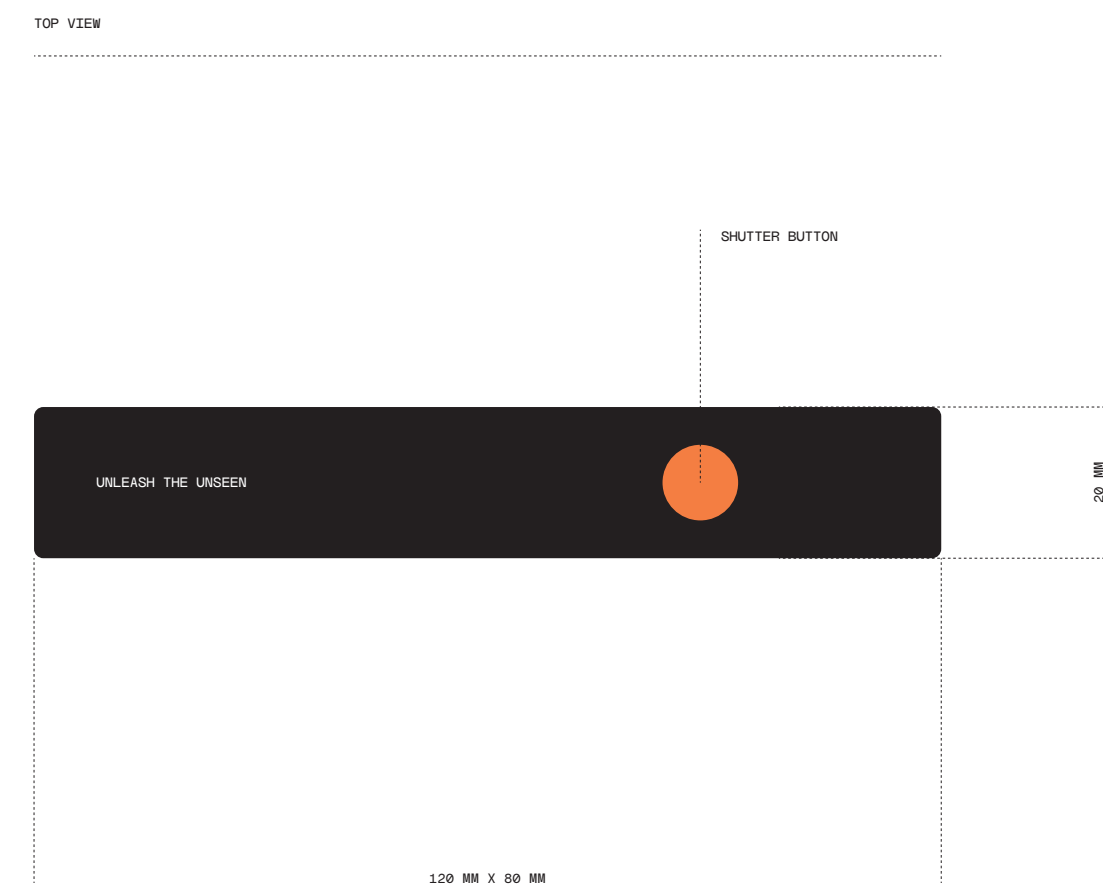 TOP VIEW
SHUTTER BUTTON
UNLEASH THE UNSEEN
20 MM
120 MM X 80 MM